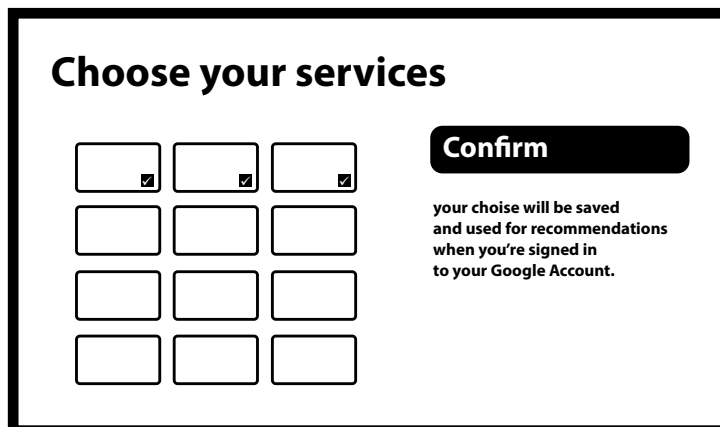 Choose your services
Confirm
your choise will be saved
and used for recommendations
when you’re signed in
to your Google Account.